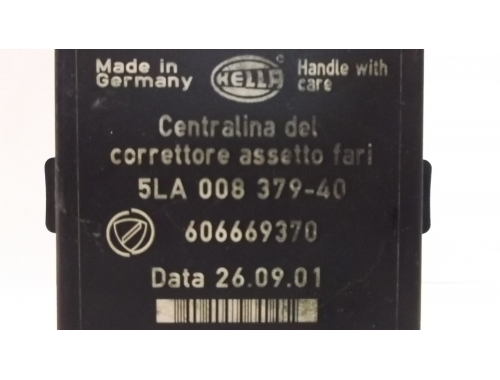 Made in
Germany
HELLA
Handle with
care
Centralina del
correttore assetto fari
5LA 008 379-40
606669370
Data 26.09.01